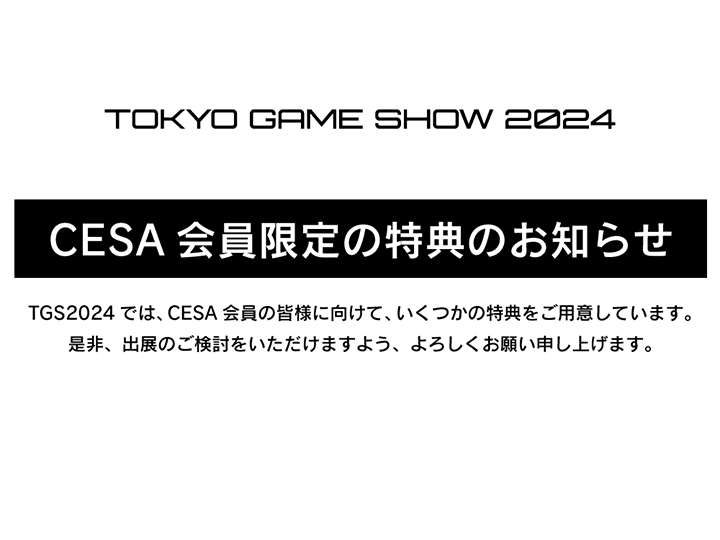 TOKYO GAME SHOW 2024
CESA 会員限定の特典のお知らせ
TGS2024 では、CESA 会員の皆様に向けて、いくつかの特典をご用意しています。
是非、出展のご検討をいただけますよう、よろしくお願い申し上げます。